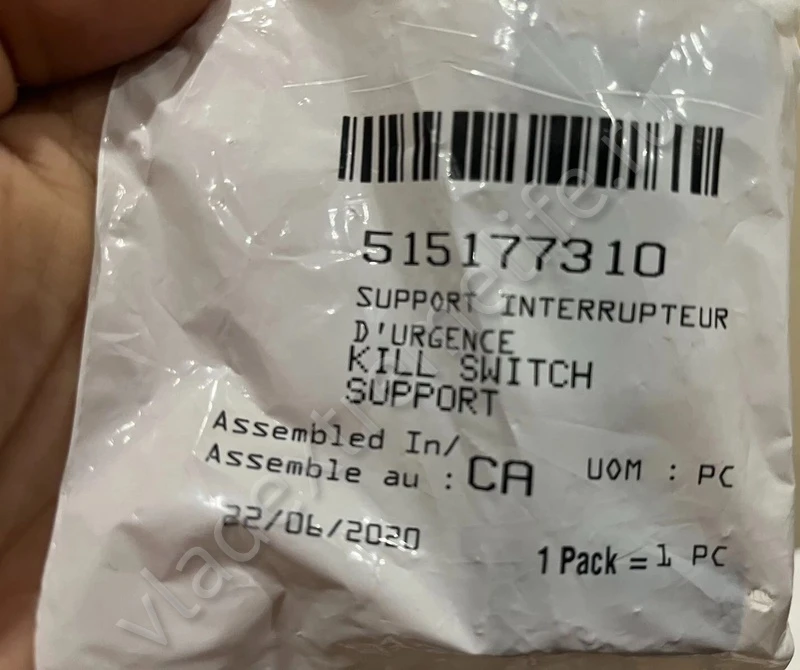 515177310
SUPPORT INTERRUPTEUR
D'URGENCE
KILL SWITCH
SUPPORT
Assembled In/
Assemble au : CA
UOM : PC
22/06/2020
1 Pack = 1 PC